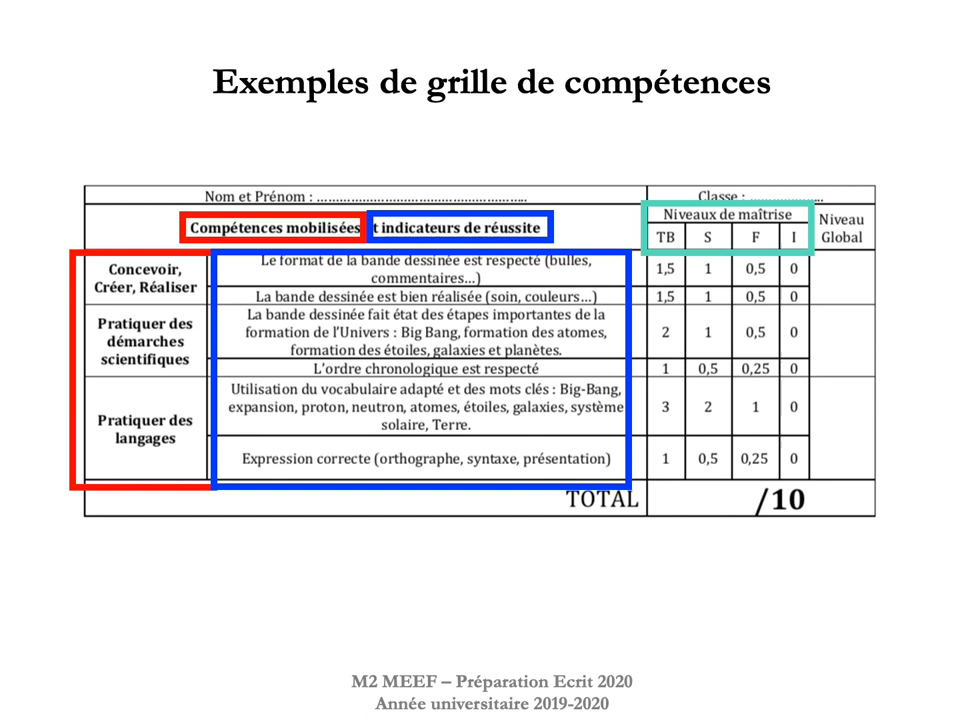 Exemples de grille de compétences
Nom et Prénom : ……………………………………………….. Classe : ………………..
Compétences mobilisées et indicateurs de réussite
Niveaux de maîtrise
Niveau
Global
TB S F I
Concevoir,
Créer, Réaliser
Le format de la bande dessinée est respecté (bulles,
commentaires…)
1,5 1 0,5 0
La bande dessinée est bien réalisée (soin, couleurs…) 1,5 1 0,5 0
Pratiquer des
démarches
scientifiques
La bande dessinée fait état des étapes importantes de la
formation de l’Univers : Big Bang, formation des atomes,
formation des étoiles, galaxies et planètes.
2 1 0,5 0
L’ordre chronologique est respecté 1 0,5 0,25 0
Pratiquer des
langages
Utilisation du vocabulaire adapté et des mots clés : Big-Bang,
expansion, proton, neutron, atomes, étoiles, galaxies, système
solaire, Terre.
3 2 1 0
Expression correcte (orthographe, syntaxe, présentation) 1 0,5 0,25 0
TOTAL /10
M2 MEEF – Préparation Ecrit 2020
Année universitaire 2019-2020